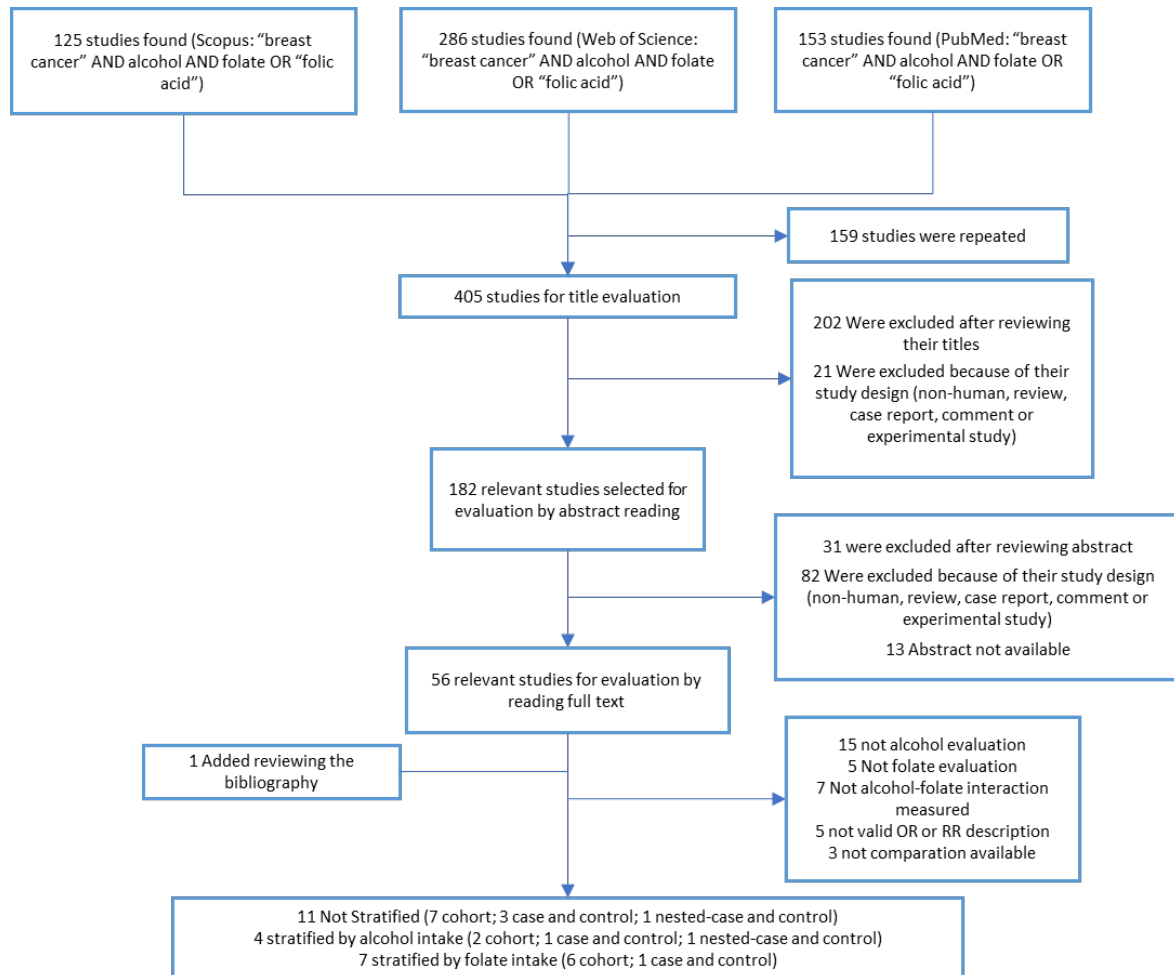 125 studies found (Scopus: “breast
cancer” AND alcohol AND folate OR “folic
acid”)
286 studies found (Web of Science:
“breast cancer” AND alcohol AND folate
OR “folic acid”)
153 studies found (PubMed: “breast
cancer” AND alcohol AND folate OR
“folic acid”)
159 studies were repeated
405 studies for title evaluation
202 Were excluded after reviewing
their titles
21 Were excluded because of their
study design (non-human, review,
case report, comment or
experimental study)
182 relevant studies selected for
evaluation by abstract reading
31 were excluded after reviewing abstract
82 Were excluded because of their study design
(non-human, review, case report, comment or
experimental study)
13 Abstract not available
56 relevant studies for evaluation by
reading full text
1 Added reviewing the
bibliography
15 not alcohol evaluation
5 Not folate evaluation
7 Not alcohol-folate interaction
measured
5 not valid OR or RR description
3 not comparation available
11 Not Stratified (7 cohort; 3 case and control; 1 nested-case and control)
4 stratified by alcohol intake (2 cohort; 1 case and control; 1 nested-case and control)
7 stratified by folate intake (6 cohort; 1 case and control)